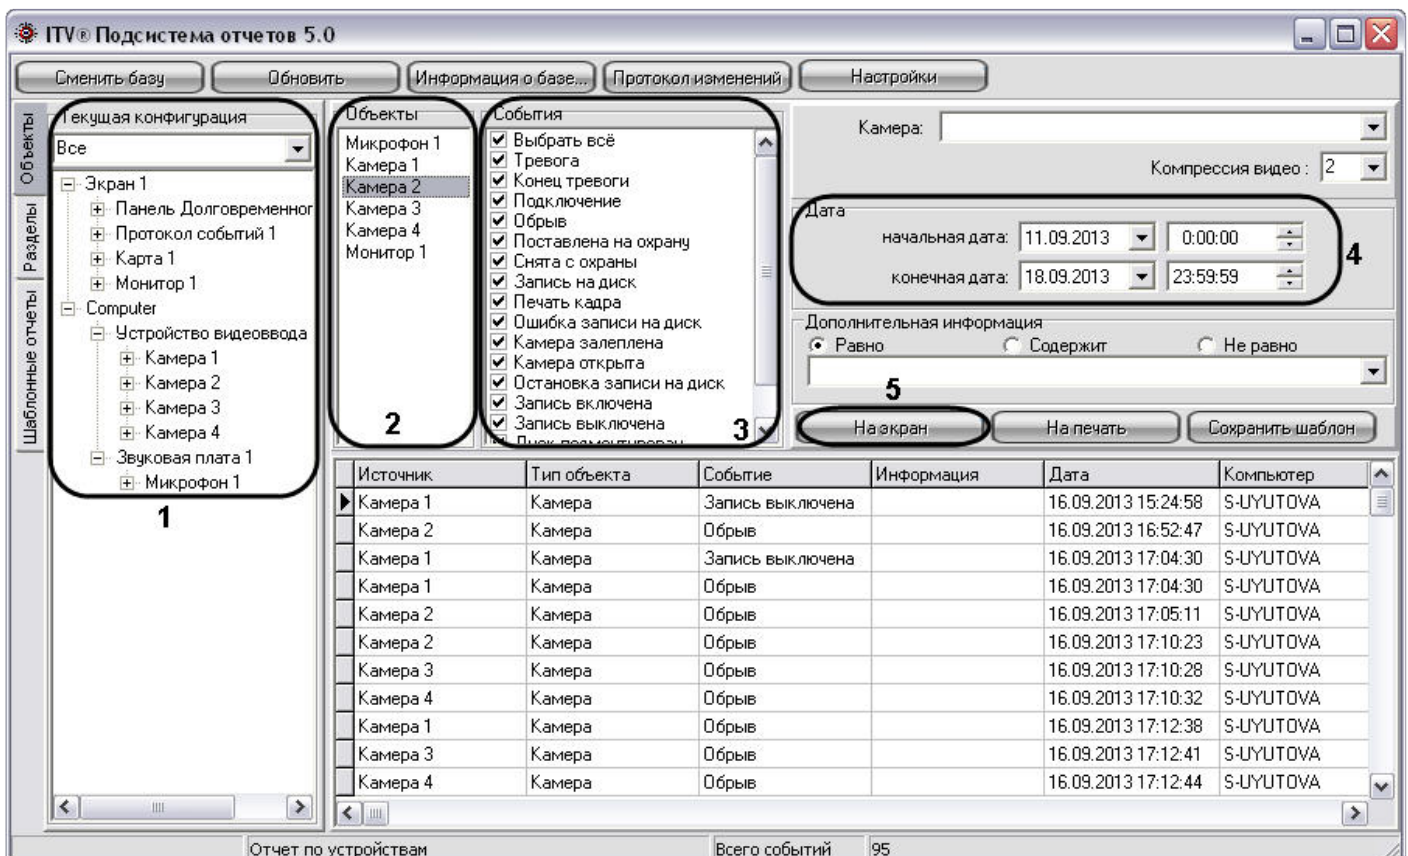 ITV® Подсистема отчетов 5.0
Сменить базу
Обновить
Информация о базе...
Протокол изменений
Настройки
Объекты
Разделы
Шаблонные отчеты
Текущая конфигурация
Все
Экран 1
Панель Долговременног
Протокол событий 1
Карта 1
Монитор 1
Computer
Устройство видеоввода
Камера 1
Камера 2
Камера 3
Камера 4
Звуковая плата 1
Микрофон 1
1
Объекты
Микрофон 1
Камера 1
Камера 2
Камера 3
Камера 4
Монитор 1
2
События
Выбрать всё
Тревога
Конец тревоги
Подключение
Обрыв
Поставлена на охрану
Снята с охраны
Запись на диск
Печать кадра
Ошибка записи на диск
Камера залеплена
Камера открыта
Остановка записи на диск
Запись включена
Запись выключена
3
Камера:
Компрессия видео : 2
Дата
начальная дата: 11.09.2013 0:00:00
конечная дата: 18.09.2013 23:59:59
4
Дополнительная информация
Равно Содержит Не равно
5
На экран На печать Сохранить шаблон
Источник Тип объекта Событие Информация Дата Компьютер
Камера 1 Камера Запись выключена 16.09.2013 15:24:58 S-UYUTOVA
Камера 2 Камера Обрыв 16.09.2013 16:52:47 S-UYUTOVA
Камера 1 Камера Запись выключена 16.09.2013 17:04:30 S-UYUTOVA
Камера 1 Камера Обрыв 16.09.2013 17:04:30 S-UYUTOVA
Камера 2 Камера Обрыв 16.09.2013 17:05:11 S-UYUTOVA
Камера 2 Камера Обрыв 16.09.2013 17:10:23 S-UYUTOVA
Камера 3 Камера Обрыв 16.09.2013 17:10:28 S-UYUTOVA
Камера 4 Камера Обрыв 16.09.2013 17:10:32 S-UYUTOVA
Камера 1 Камера Обрыв 16.09.2013 17:12:38 S-UYUTOVA
Камера 3 Камера Обрыв 16.09.2013 17:12:41 S-UYUTOVA
Камера 4 Камера Обрыв 16.09.2013 17:12:44 S-UYUTOVA
Отчет по устройствам Всего событий 95